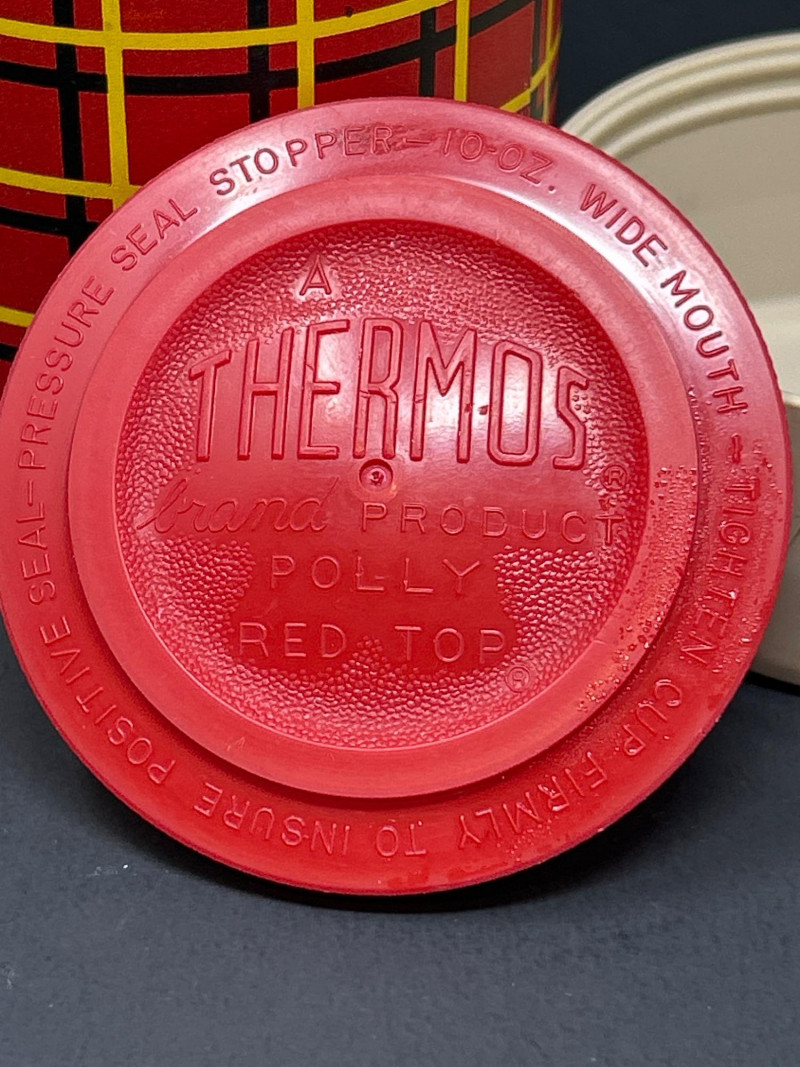 PRESSURE SEAL STOPPER – 10-OZ. WIDE MOUTH – TIGHTEN CUP FIRMLY TO INSURE POSITIVE SEAL –
A
THERMOS®
brand PRODUCT
POLLY
RED TOP®